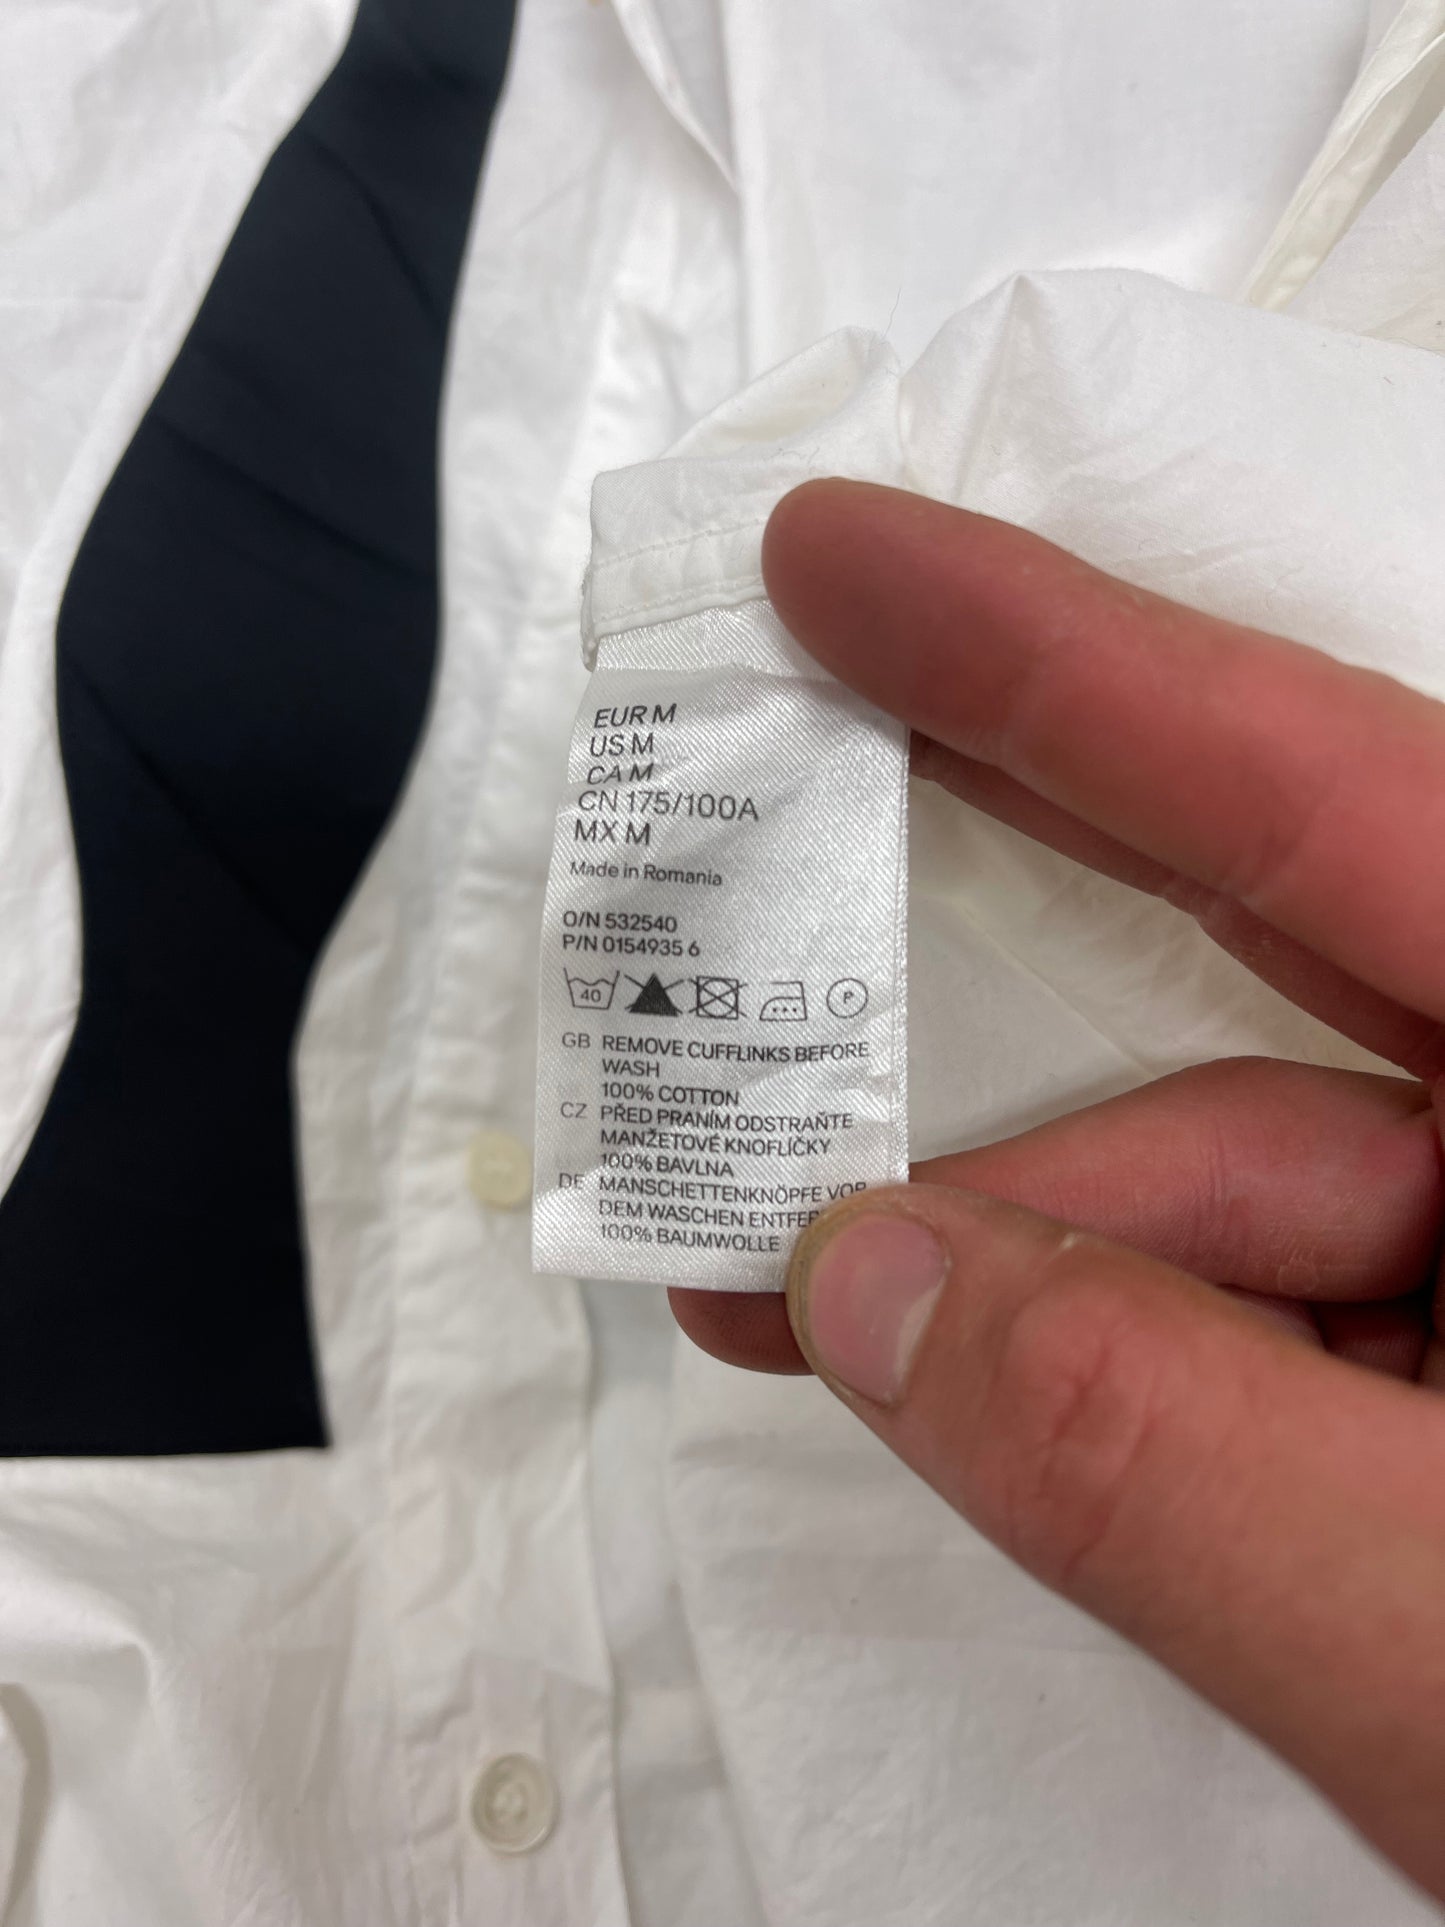 EUR M
US M
CA M
CN 175/100A
MX M
Made in Romania
O/N 532540
P/N 0154935 6
40 P
GB REMOVE CUFFLINKS BEFORE
WASH
100% COTTON
CZ PŘED PRANÍM ODSTRAŇTE
MANŽETOVÉ KNOFLÍČKY
100% BAVLNA
DE MANSCHETTENKNÖPFE VOR
DEM WASCHEN
100% BAUMWOLLE